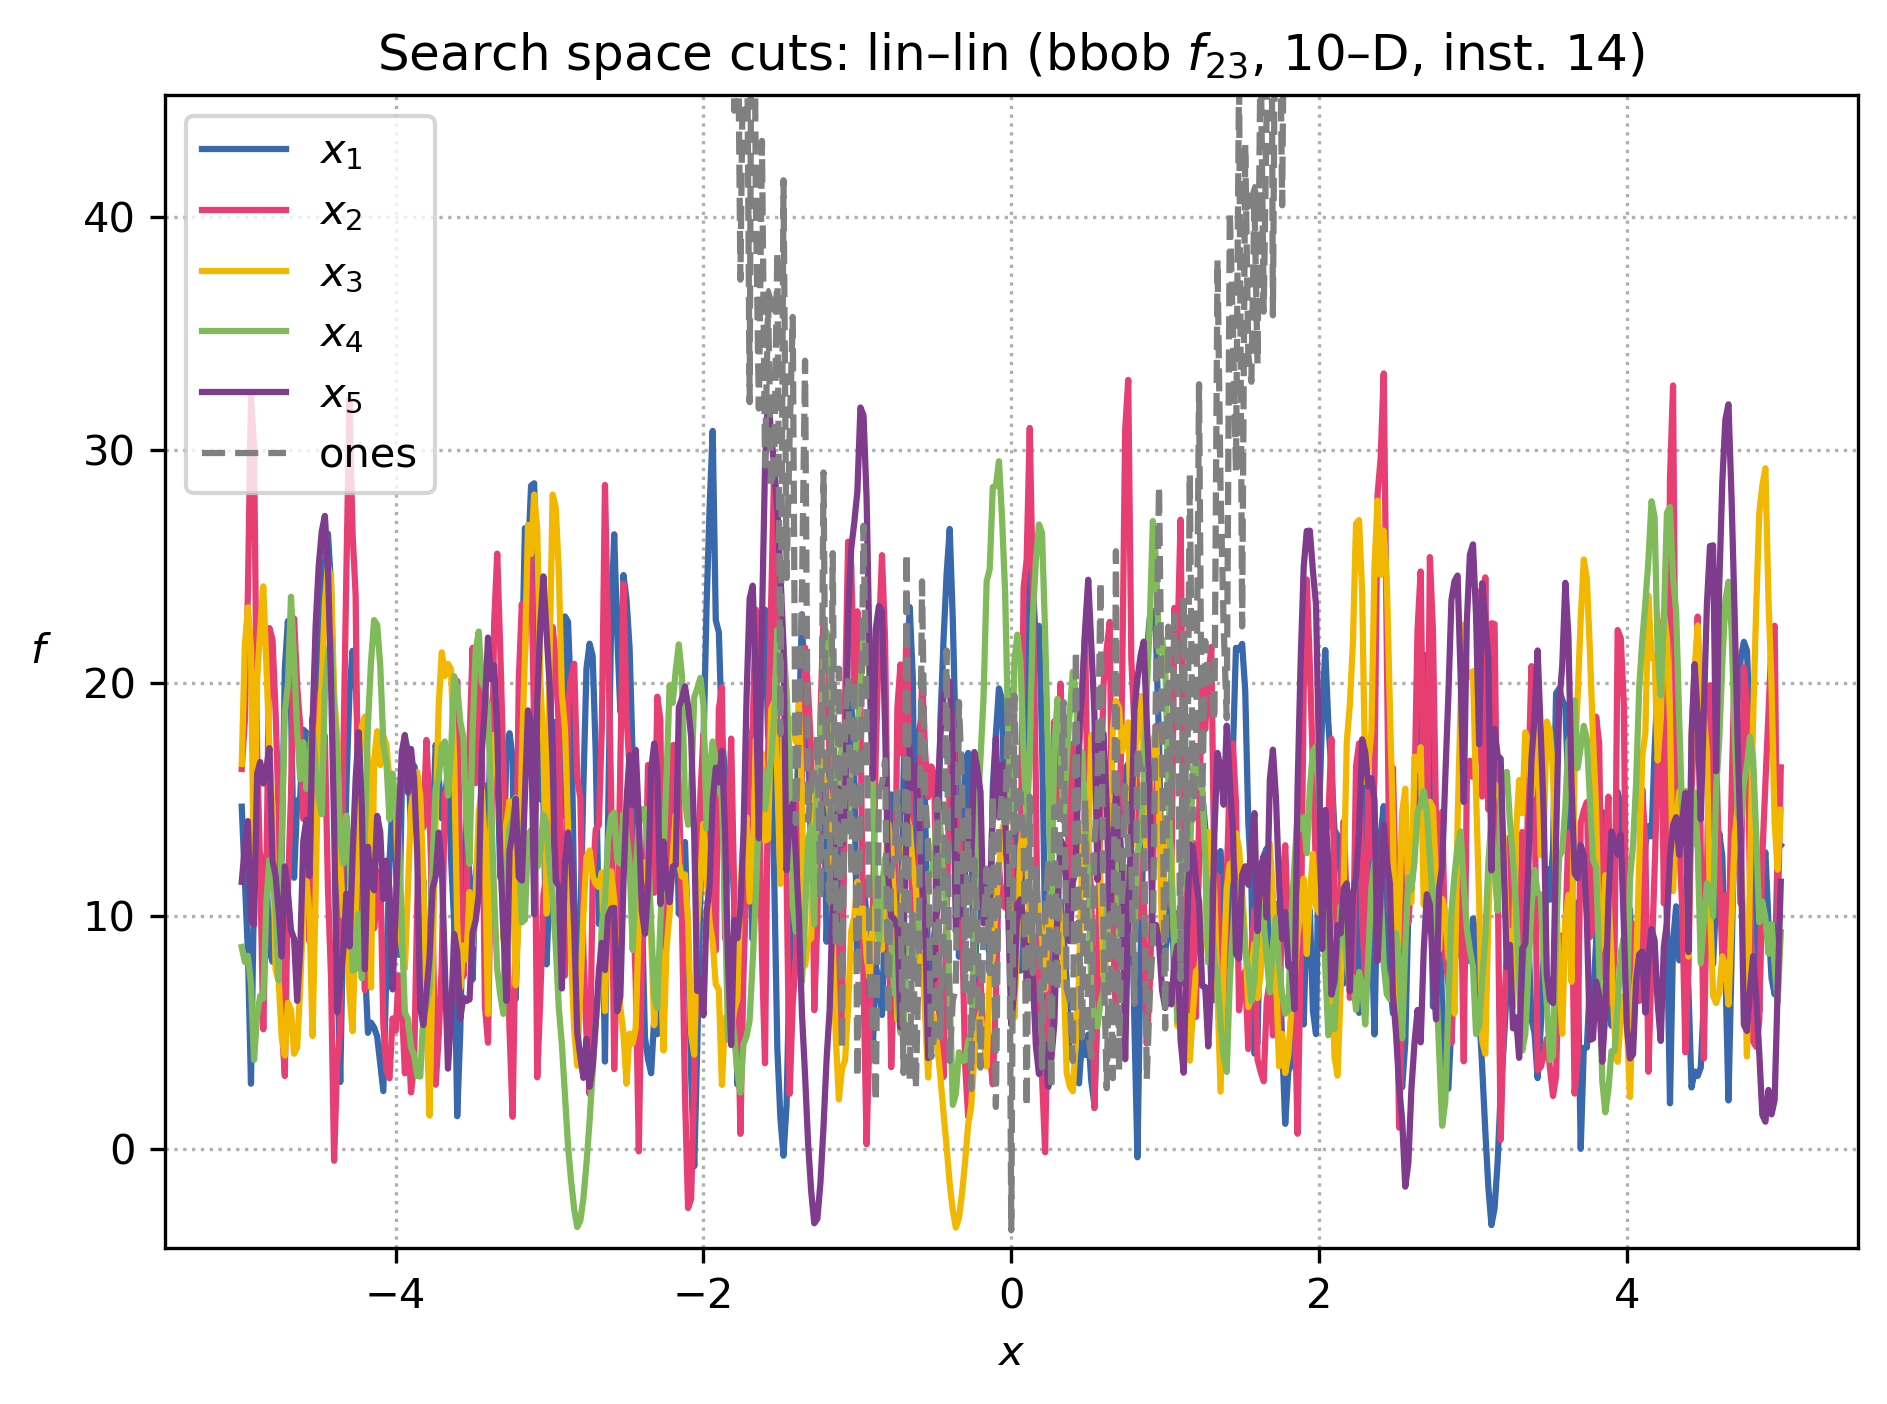 Search space cuts: lin–lin (bbob f₂₃, 10–D, inst. 14)
x₁
x₂
x₃
x₄
x₅
ones
40
30
20
10
0
f
−4
−2
0
2
4
x